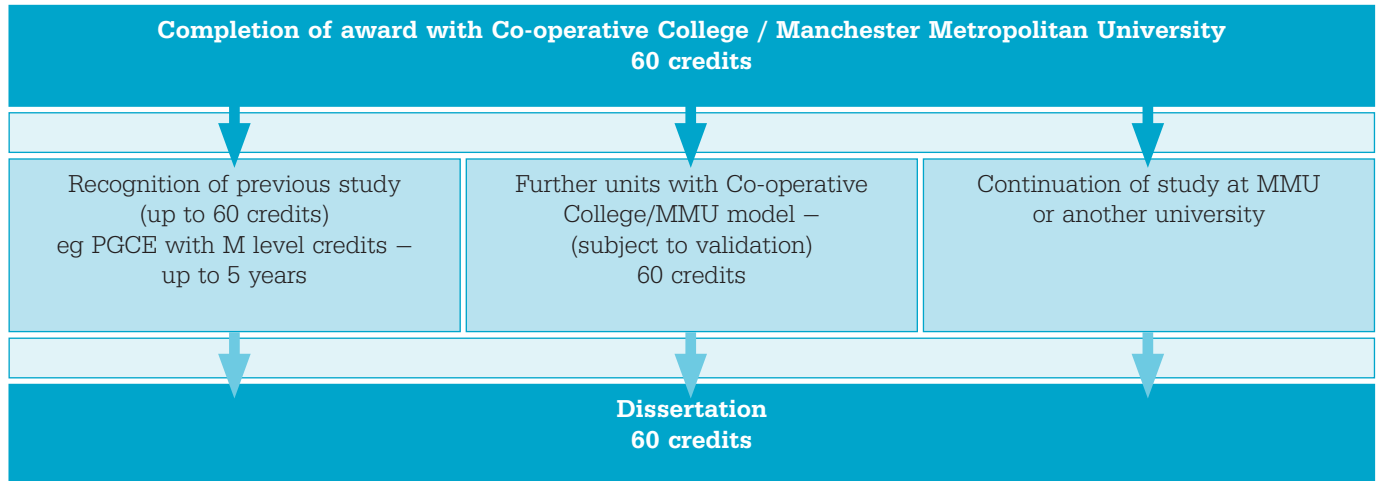 Completion of award with Co-operative College / Manchester Metropolitan University
60 credits
Recognition of previous study
(up to 60 credits)
eg PGCE with M level credits –
up to 5 years
Further units with Co-operative
College/MMU model –
(subject to validation)
60 credits
Continuation of study at MMU
or another university
Dissertation
60 credits